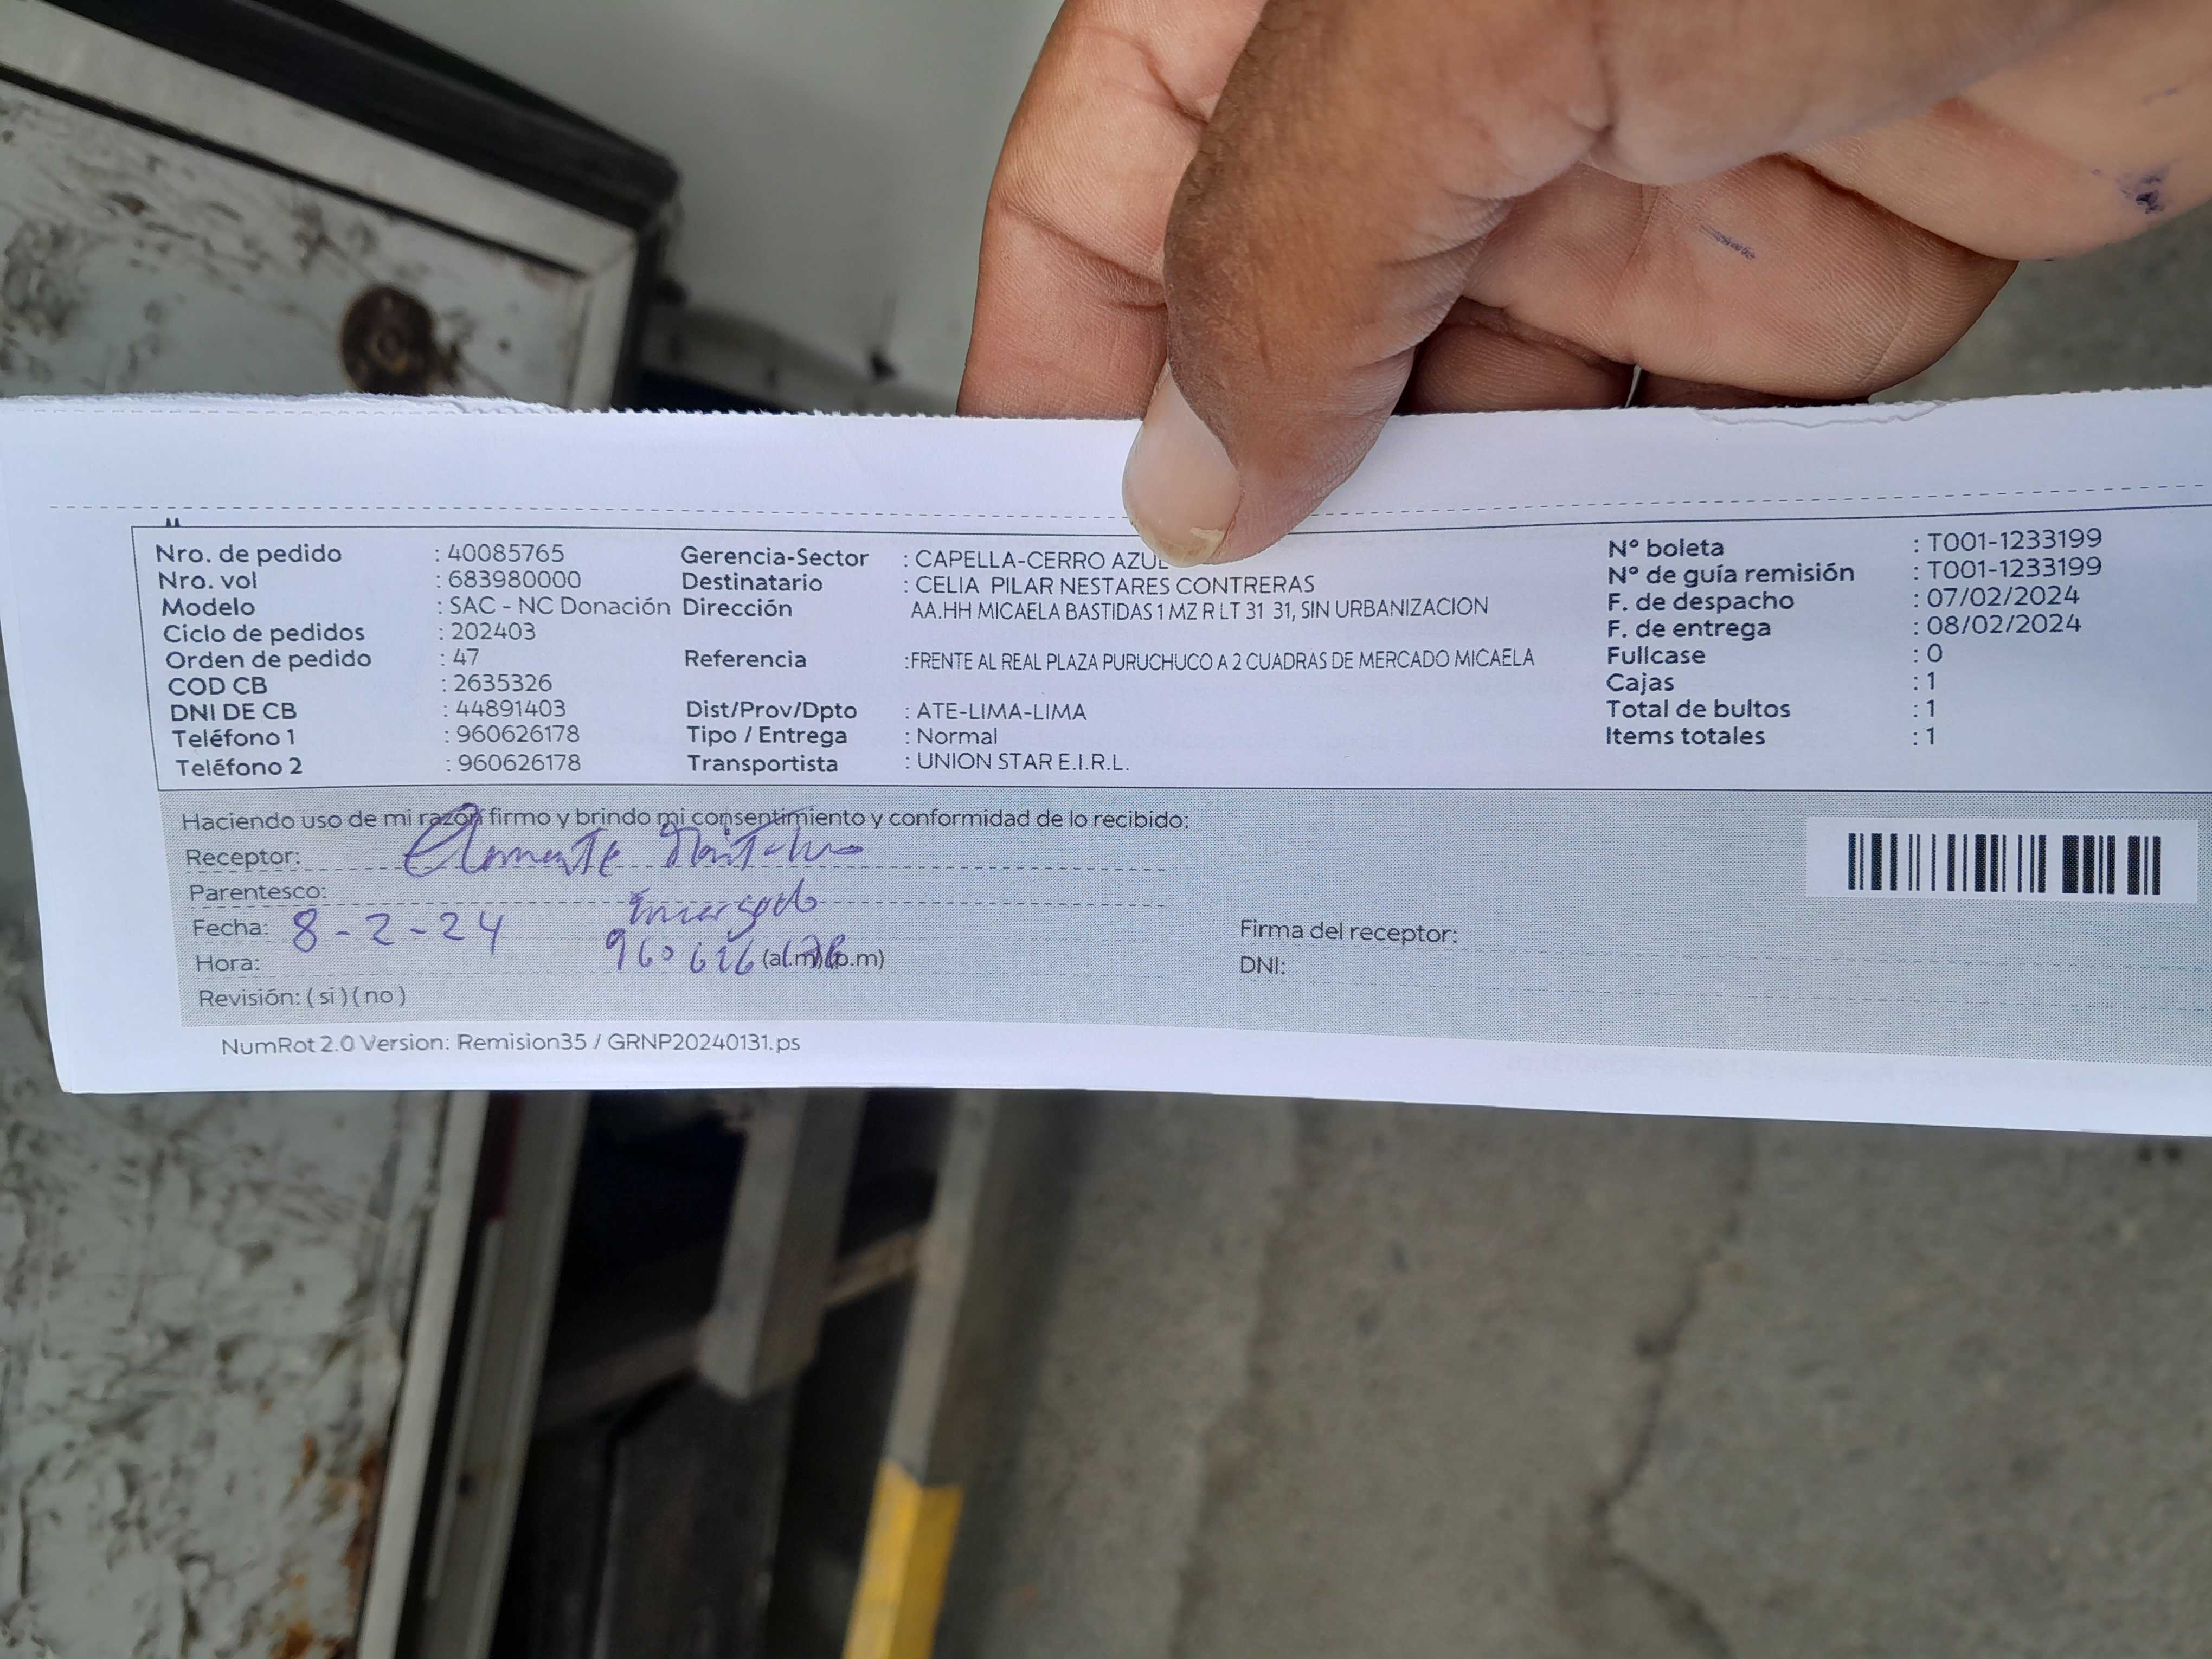 Nro. de pedido : 40085765 Gerencia-Sector : CAPELLA-CERRO AZUL Nº boleta : T001-1233199
Nro. vol : 683980000 Destinatario : CELIA PILAR NESTARES CONTRERAS Nº de guía remisión : T001-1233199
Modelo : SAC - NC Donación Dirección AA.HH MICAELA BASTIDAS 1 MZ R LT 31 31, SIN URBANIZACION F. de despacho : 07/02/2024
Ciclo de pedidos : 202403 F. de entrega : 08/02/2024
Orden de pedido : 47 Referencia :FRENTE AL REAL PLAZA PURUCHUCO A 2 CUADRAS DE MERCADO MICAELA Fullcase : 0
COD CB : 2635326 Cajas : 1
DNI DE CB : 44891403 Dist/Prov/Dpto : ATE-LIMA-LIMA Total de bultos : 1
Teléfono 1 : 960626178 Tipo / Entrega : Normal Items totales : 1
Teléfono 2 : 960626178 Transportista : UNION STAR E.I.R.L.
Haciendo uso de mi razón firmo y brindo mi consentimiento y conformidad de lo recibido:
Receptor:
Parentesco:
Fecha: 8-2-24 Firma del receptor:
Hora: (a.m)(p.m) DNI:
Revisión: ( si ) ( no )
NumRot 2.0 Version: Remision35 / GRNP20240131.ps